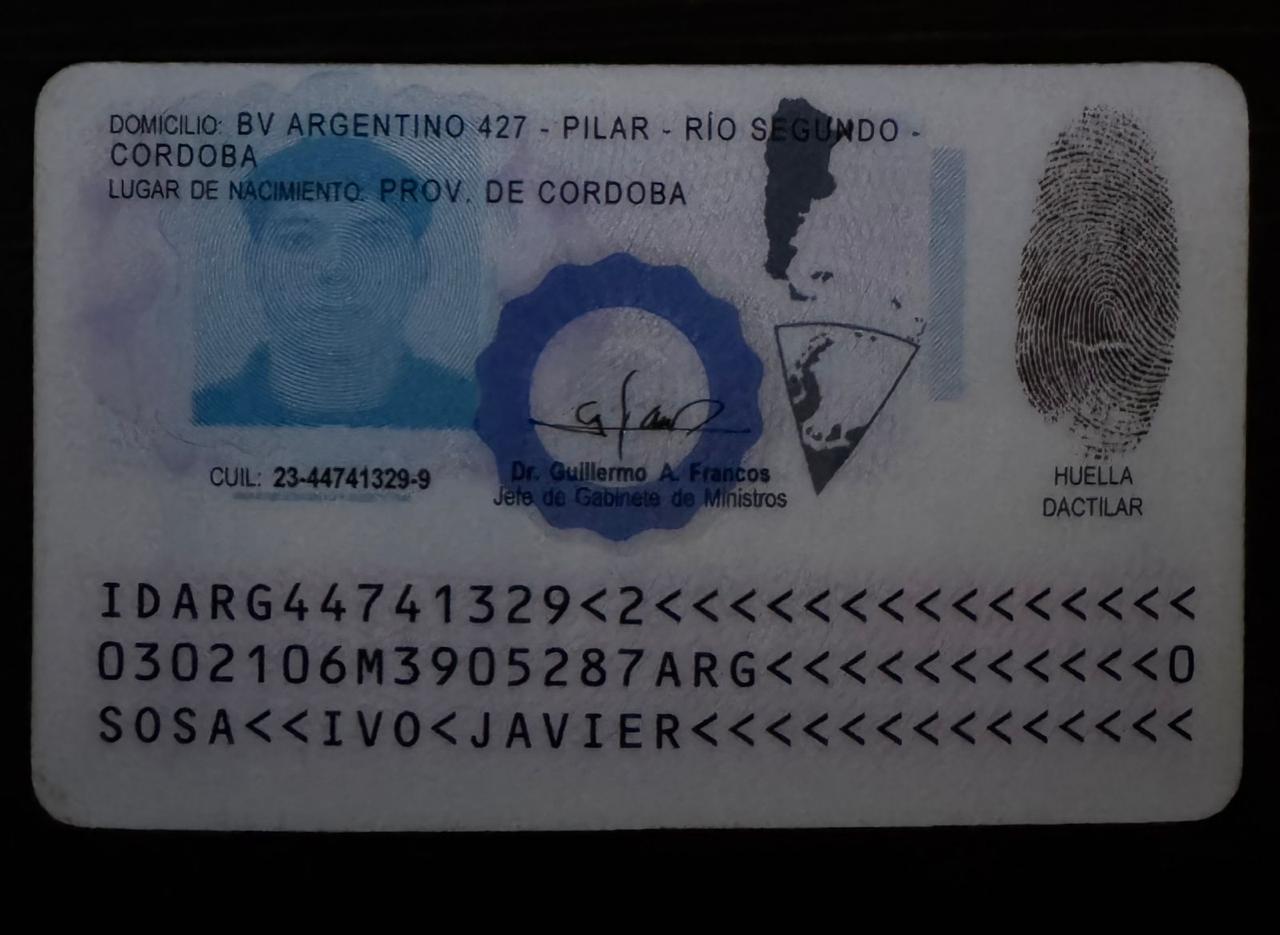 DOMICILIO: BV ARGENTINO 427 - PILAR - RÍO SEGUNDO -
CORDOBA
LUGAR DE NACIMIENTO: PROV. DE CORDOBA
CUIL: 23-44741329-9
Dr. Guillermo A. Francos
Jefe de Gabinete de Ministros
HUELLA
DACTILAR
IDARG44741329<2<<<<<<<<<<<<<<<
0302106M3905287ARG<<<<<<<<<<<0
SOSA<<IVO<JAVIER<<<<<<<<<<<<<<